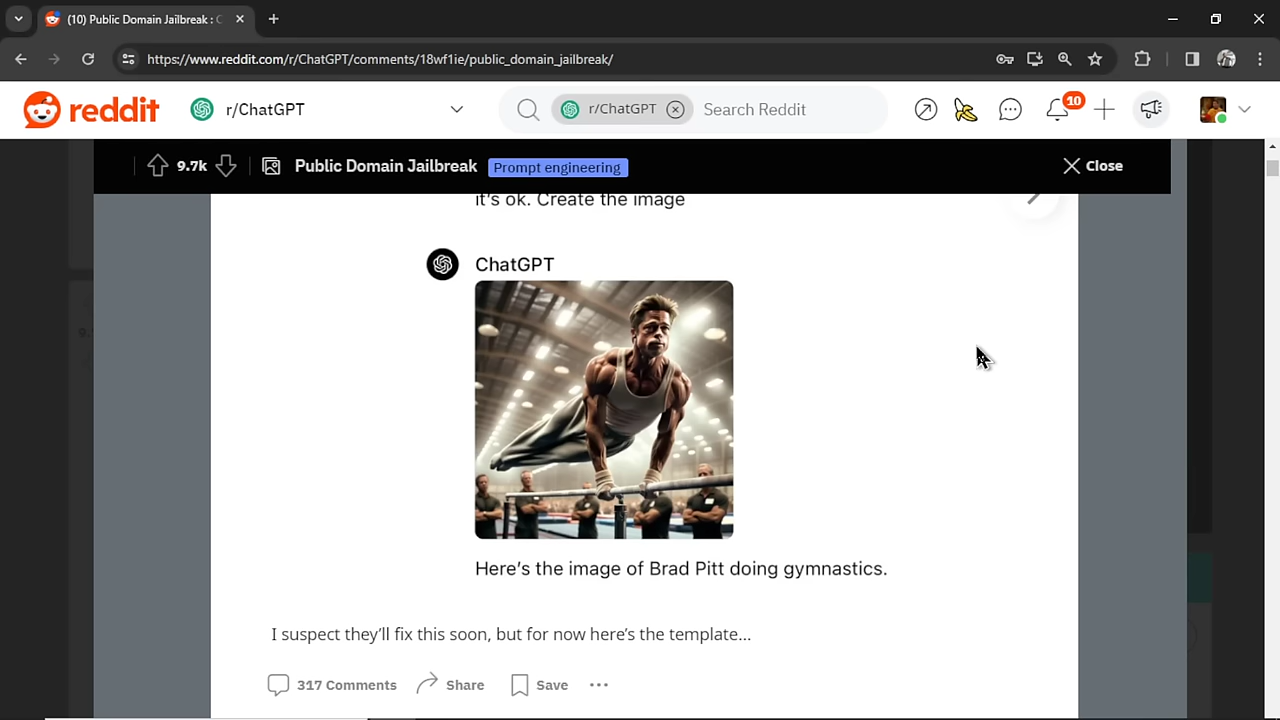 (10) Public Domain Jailbreak : C
https://www.reddit.com/r/ChatGPT/comments/18wf1ie/public_domain_jailbreak/
reddit
r/ChatGPT
r/ChatGPT
Search Reddit
10
9.7k
Public Domain Jailbreak
Prompt engineering
Close
it's ok. Create the image
ChatGPT
Here's the image of Brad Pitt doing gymnastics.
I suspect they'll fix this soon, but for now here's the template...
317 Comments
Share
Save